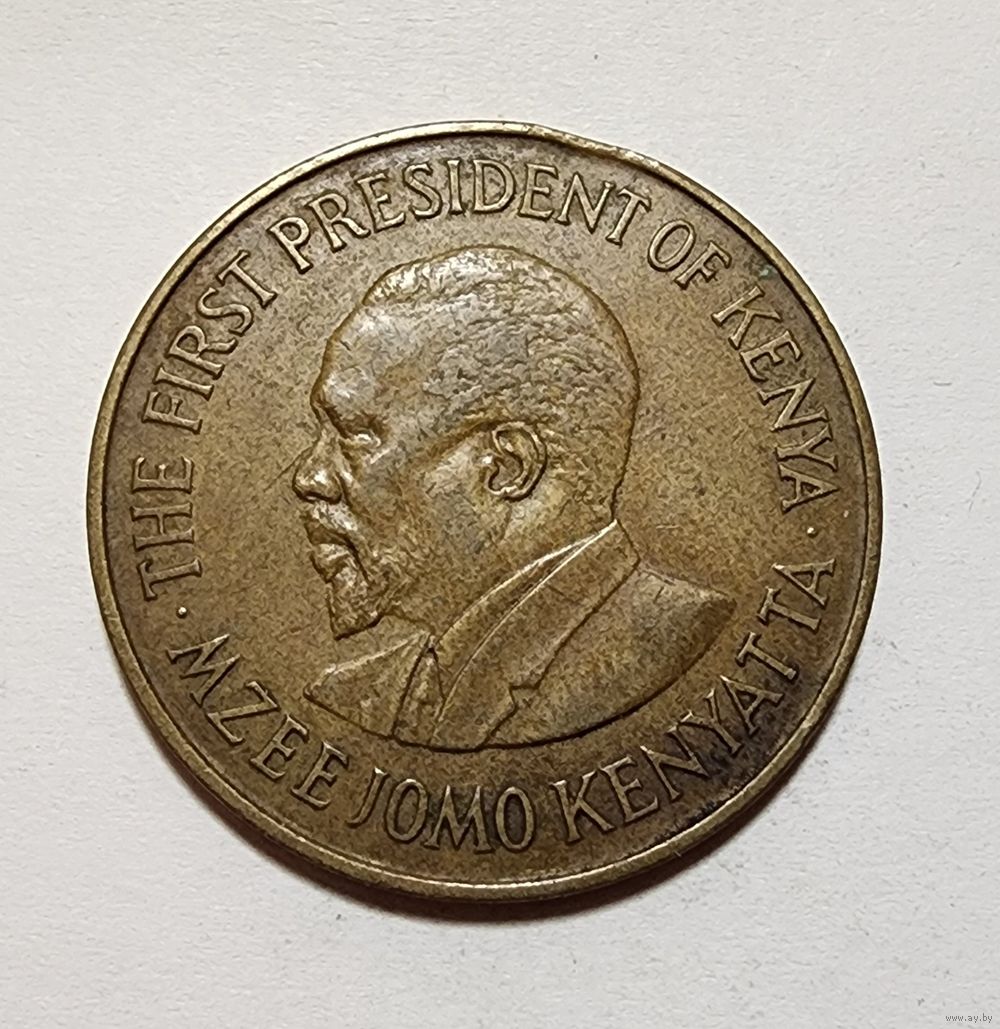 · THE FIRST PRESIDENT OF KENYA ·
MZEE JOMO KENYATTA
www.ay.by